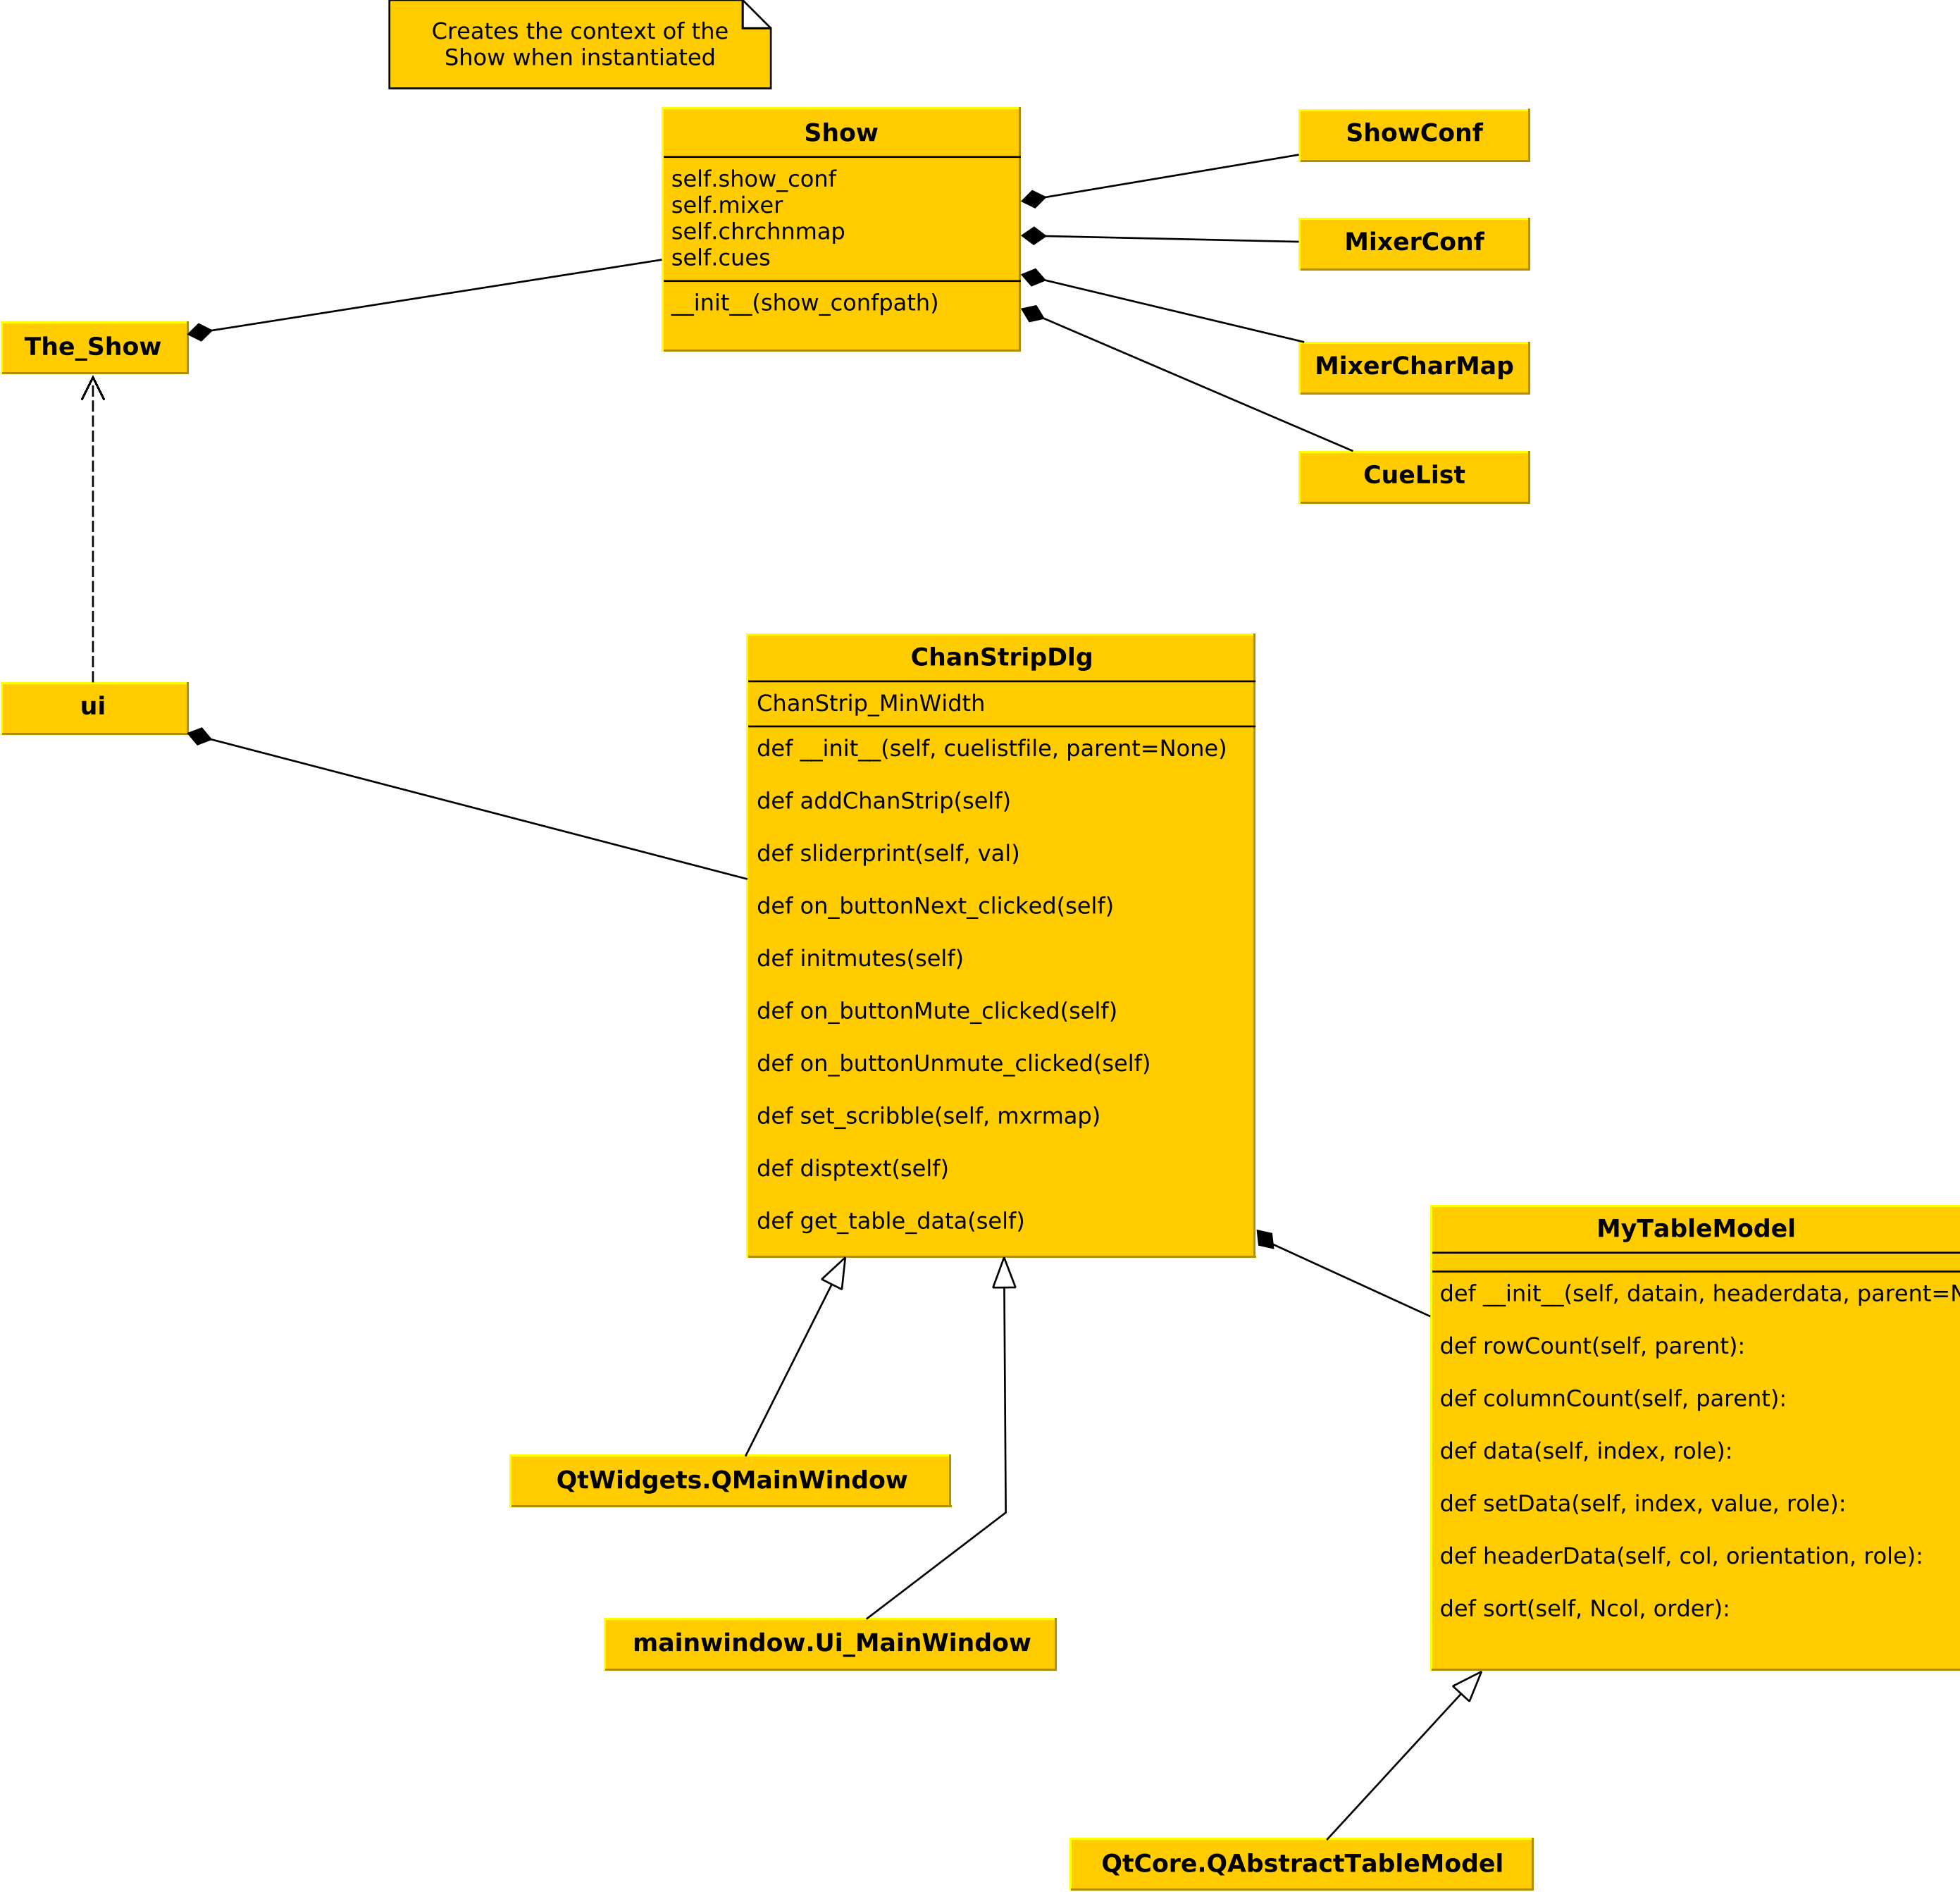 Creates the context of the
Show when instantiated
Show
self.show_conf
self.mixer
self.chrchnmap
self.cues
__init__(show_confpath)
ShowConf
MixerConf
MixerCharMap
CueList
The_Show
ui
ChanStripDlg
ChanStrip_MinWidth
def __init__(self, cuelistfile, parent=None)
def addChanStrip(self)
def sliderprint(self, val)
def on_buttonNext_clicked(self)
def initmutes(self)
def on_buttonMute_clicked(self)
def on_buttonUnmute_clicked(self)
def set_scribble(self, mxrmap)
def disptext(self)
def get_table_data(self)
MyTableModel
def __init__(self, datain, headerdata, parent=N
def rowCount(self, parent):
def columnCount(self, parent):
def data(self, index, role):
def setData(self, index, value, role):
def headerData(self, col, orientation, role):
def sort(self, Ncol, order):
QtWidgets.QMainWindow
mainwindow.Ui_MainWindow
QtCore.QAbstractTableModel